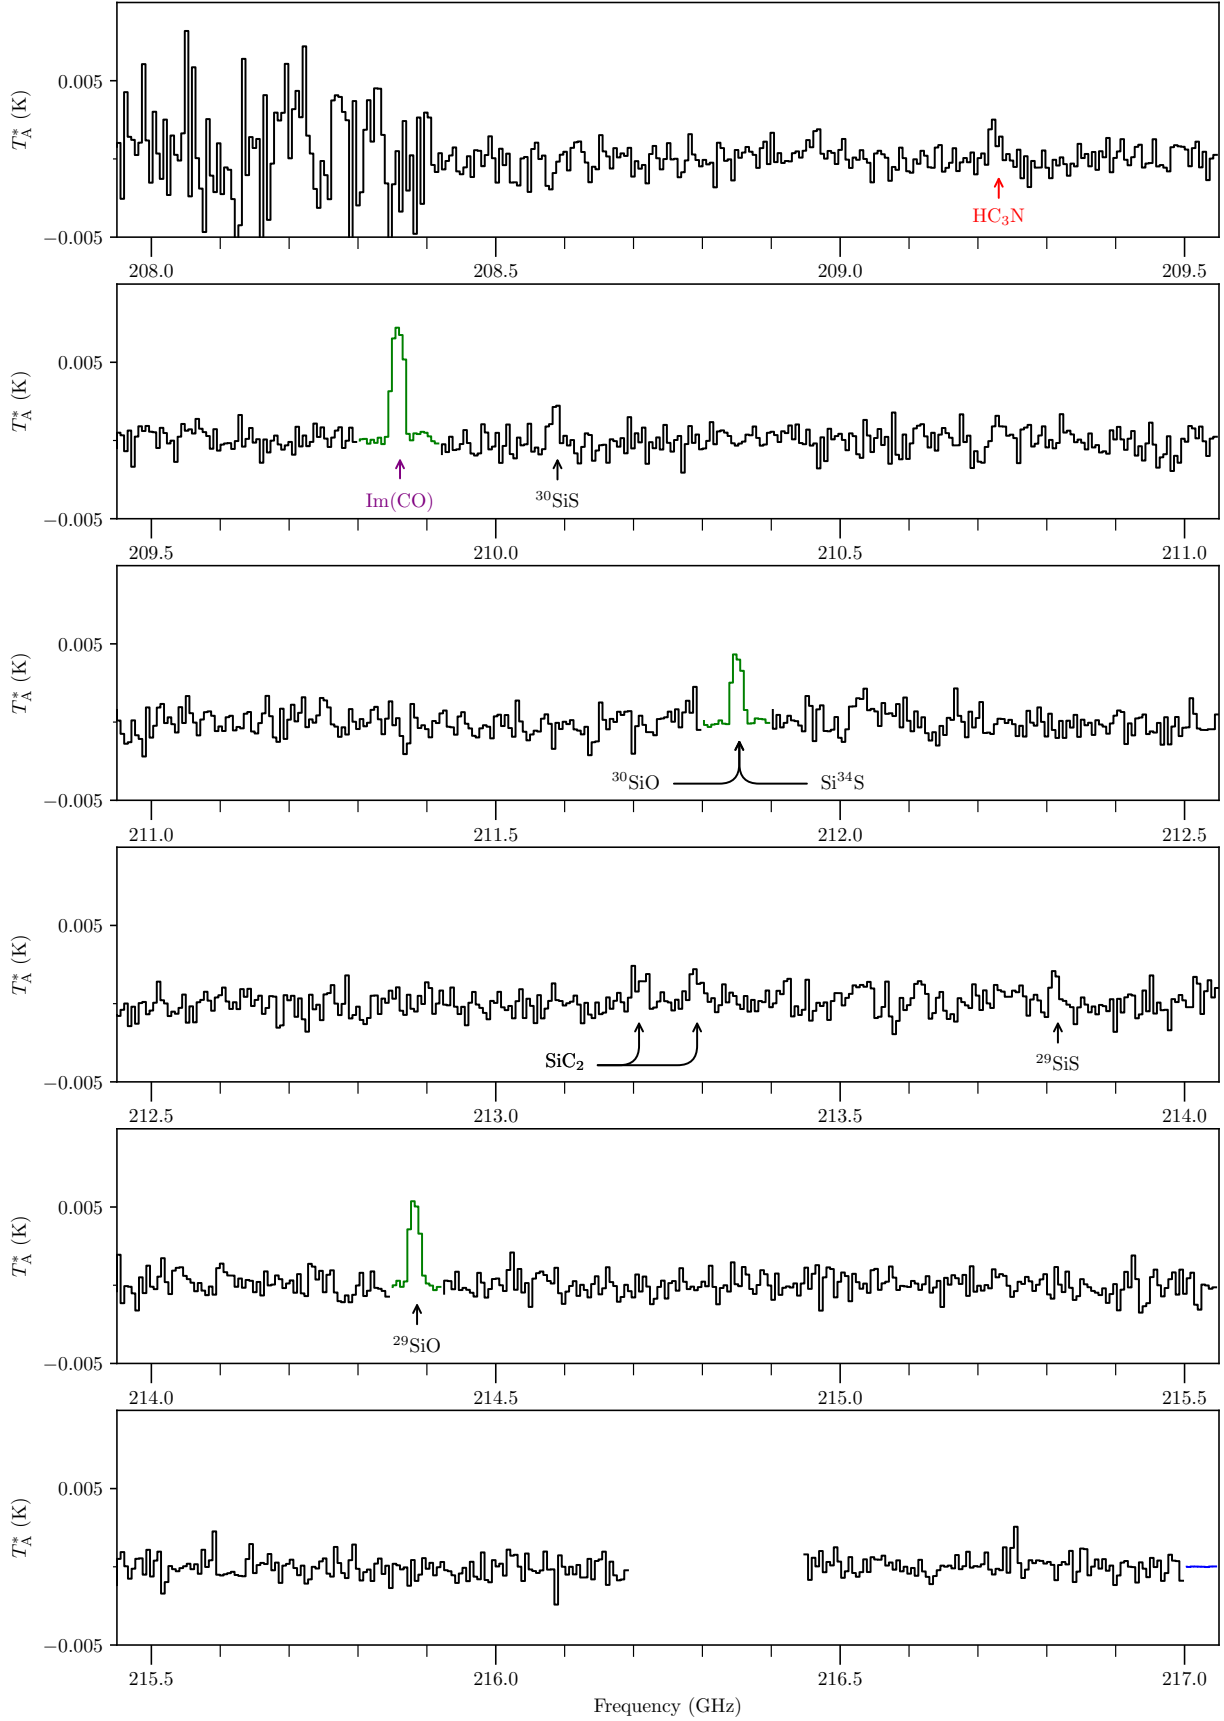 0.005
T*A (K)
HC₃N
−0.005
208.0 208.5 209.0 209.5
0.005
T*A (K)
Im(CO) ³⁰SiS
−0.005
209.5 210.0 210.5 211.0
0.005
T*A (K)
³⁰SiO Si³⁴S
−0.005
211.0 211.5 212.0 212.5
0.005
T*A (K)
SiC₂ ²⁹SiS
−0.005
212.5 213.0 213.5 214.0
0.005
T*A (K)
²⁹SiO
−0.005
214.0 214.5 215.0 215.5
0.005
T*A (K)
−0.005
215.5 216.0 216.5 217.0
Frequency (GHz)